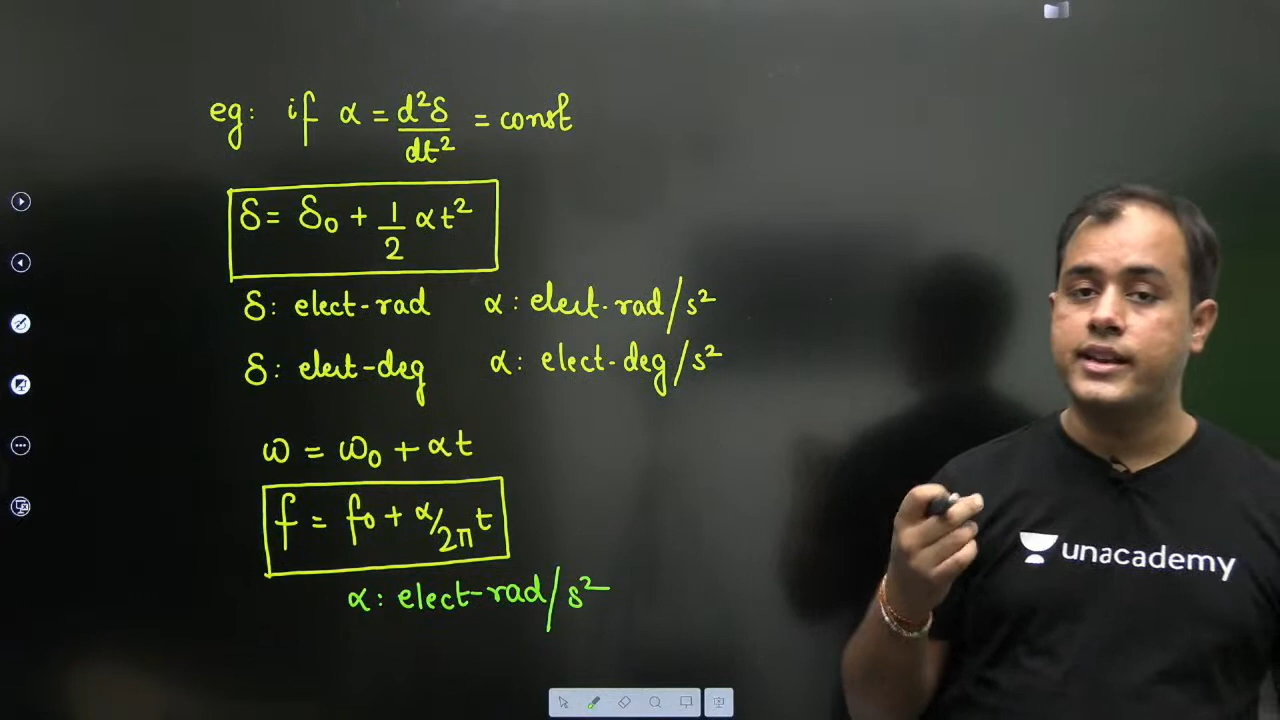 eg: if α = d²δ/dt² = const
δ = δ₀ + 1/2 αt²
δ: elect-rad α: elect-rad/s²
δ: elect-deg α: elect-deg/s²
ω = ω₀ + αt
f = f₀ + α/2π t
α: elect-rad/s²
unacademy